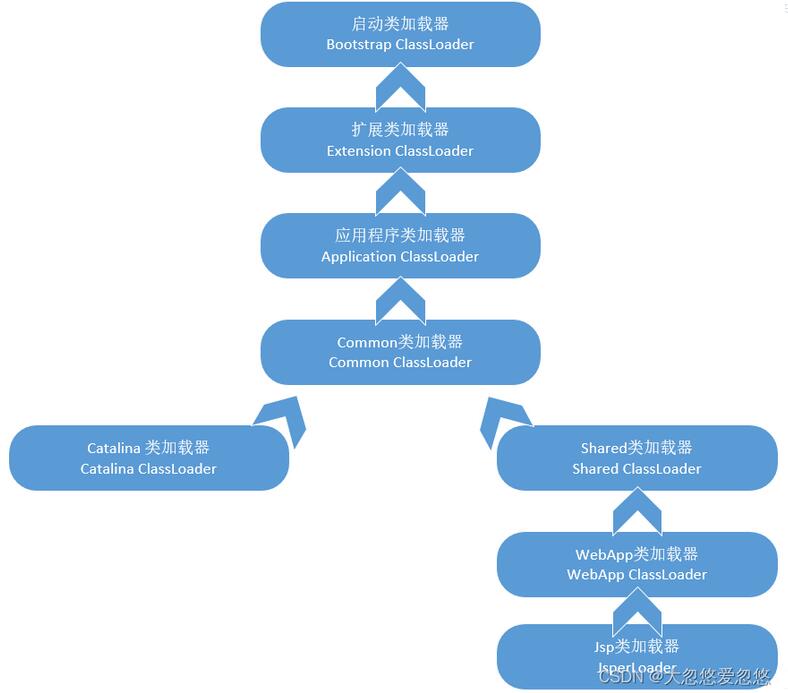 启动类加载器
Bootstrap ClassLoader
扩展类加载器
Extension ClassLoader
应用程序类加载器
Application ClassLoader
Common类加载器
Common ClassLoader
Catalina 类加载器
Catalina ClassLoader
Shared类加载器
Shared ClassLoader
WebApp类加载器
WebApp ClassLoader
Jsp类加载器
JsperLoader
CSDN @大忽悠爱忽悠